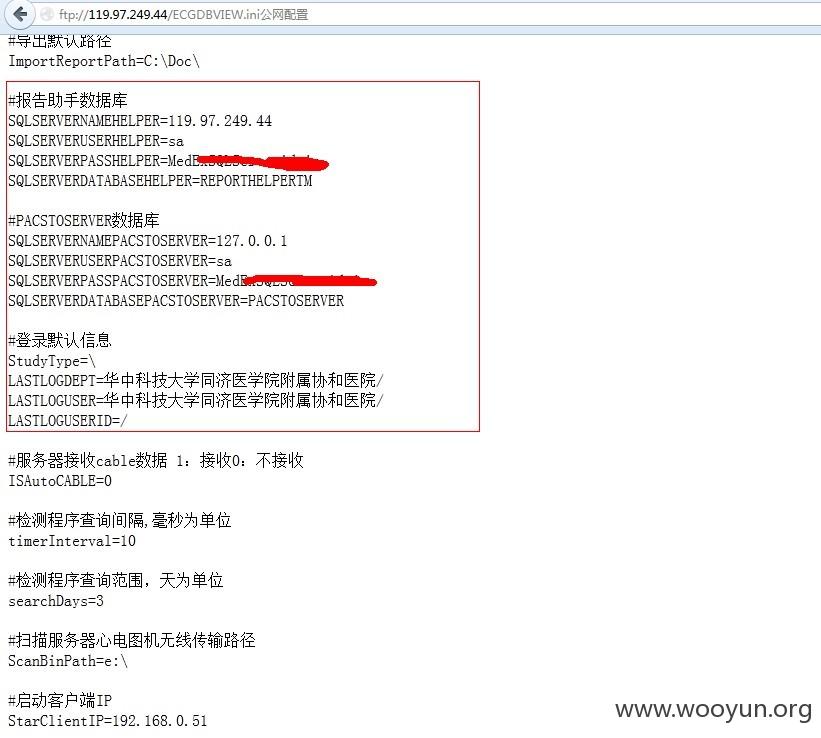 ftp://119.97.249.44/ECGDBVIEW.ini公网配置
#导出默认路径
ImportReportPath=C:\Doc\
#报告助手数据库
SQLSERVERNAMEHELPER=119.97.249.44
SQLSERVERUSERHELPER=sa
SQLSERVERPASSHELPER=MedE
SQLSERVERDATABASEHELPER=REPORTHELPERTM
#PACSTOSERVER数据库
SQLSERVERNAMEPACSTOSERVER=127.0.0.1
SQLSERVERUSERPACSTOSERVER=sa
SQLSERVERPASSPACSTOSERVER=Med
SQLSERVERDATABASEPACSTOSERVER=PACSTOSERVER
#登录默认信息
StudyType=\
LASTLOGDEPT=华中科技大学同济医学院附属协和医院/
LASTLOGUSER=华中科技大学同济医学院附属协和医院/
LASTLOGUSERID=/
#服务器接收cable数据 1：接收0：不接收
ISAutoCABLE=0
#检测程序查询间隔,毫秒为单位
timerInterval=10
#检测程序查询范围，天为单位
searchDays=3
#扫描服务器心电图机无线传输路径
ScanBinPath=e:\
#启动客户端IP
StarClientIP=192.168.0.51
www.wooyun.org